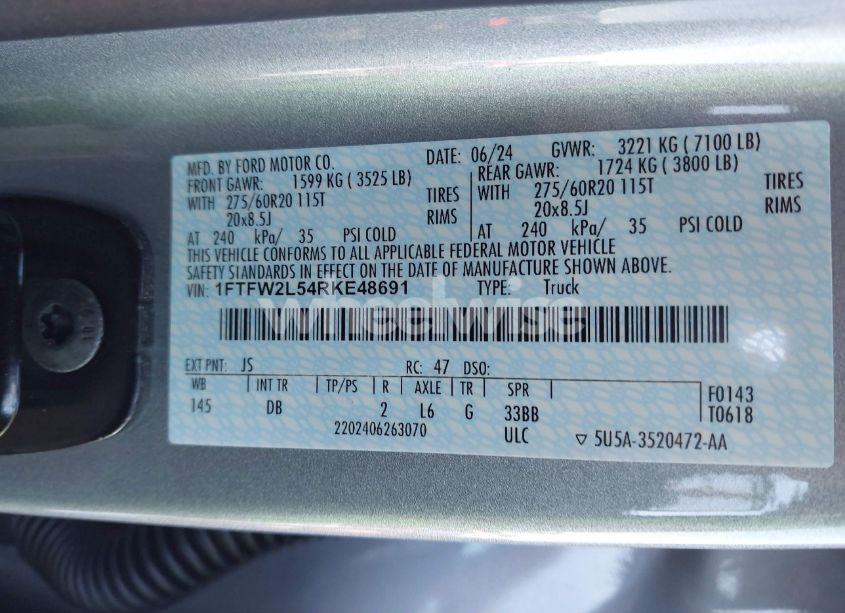 MFD. BY FORD MOTOR CO. DATE: 06/24 GVWR: 3221 KG ( 7100 LB)
FRONT GAWR: 1599 KG ( 3525 LB) REAR GAWR: 1724 KG ( 3800 LB)
WITH 275/60R20 115T TIRES WITH 275/60R20 115T TIRES
20x8.5J RIMS 20x8.5J RIMS
AT 240 kPa/ 35 PSI COLD AT 240 kPa/ 35 PSI COLD
THIS VEHICLE CONFORMS TO ALL APPLICABLE FEDERAL MOTOR VEHICLE
SAFETY STANDARDS IN EFFECT ON THE DATE OF MANUFACTURE SHOWN ABOVE.
VIN: 1FTFW2L54RKE48691 TYPE: Truck
wheelwise
EXT PNT: JS RC: 47 DSO:
WB INT TR TP/PS R AXLE TR SPR F0143
145 DB 2 L6 G 33BB T0618
2202406263070 ULC ▽ 5U5A-3520472-AA